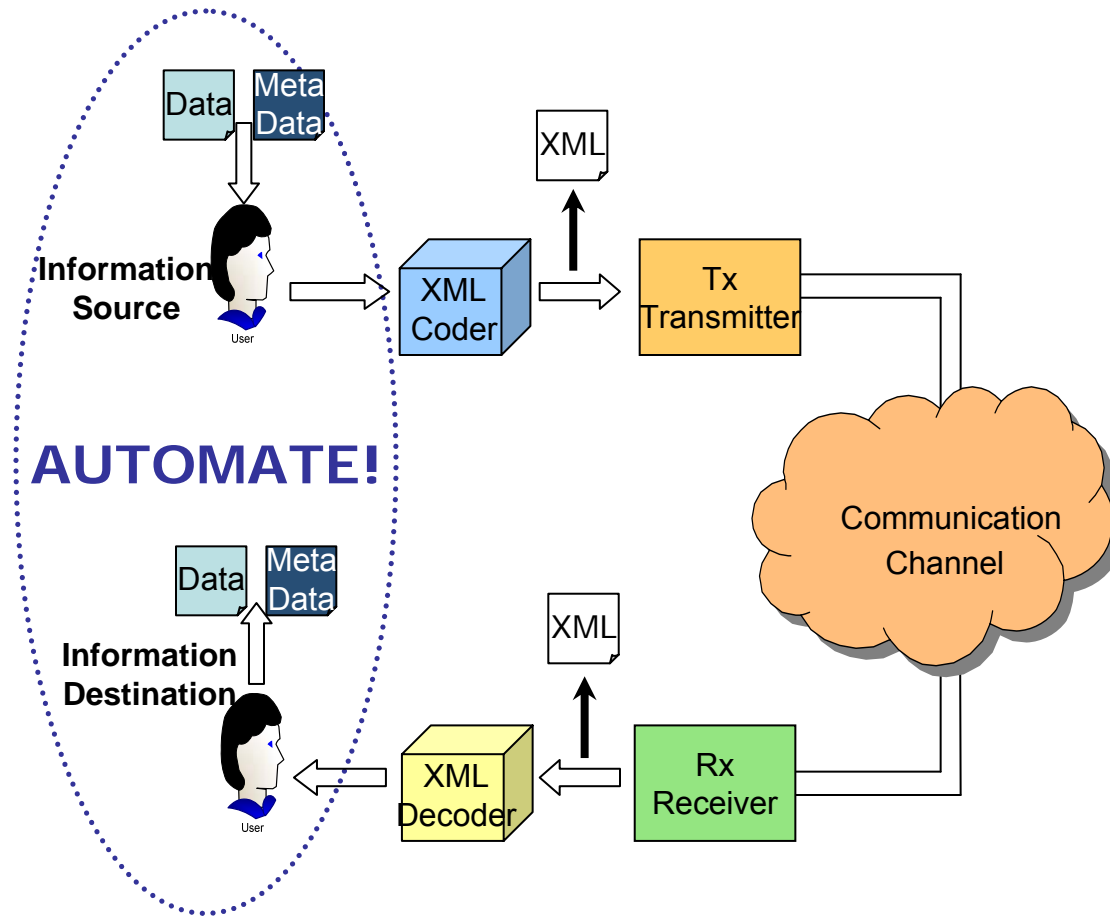 Data
Meta
Data
XML
Information
Source
User
XML
Coder
Tx
Transmitter
AUTOMATE!
Communication
Channel
Data
Meta
Data
XML
Information
Destination
User
XML
Decoder
Rx
Receiver